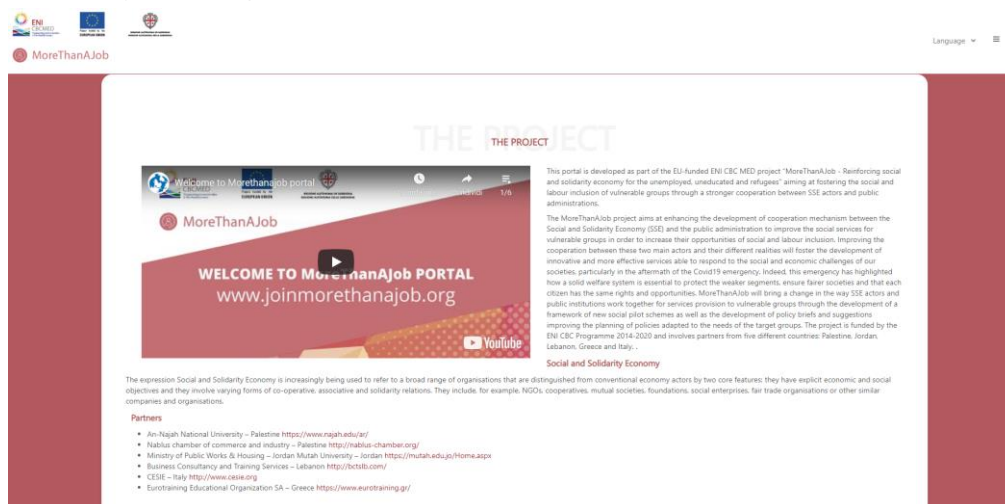 ENI
CBCMED
EUROPEAN UNION
MoreThanAJob
Language
THE PROJECT
THE PROJECT
Welcome to Morethanajob portal
1/6
MoreThanAJob
WELCOME TO MoreThanAJob PORTAL
www.joinmorethanajob.org
YouTube
This portal is developed as part of the EU-funded ENI CBC MED project "MoreThanAJob - Reinforcing social
and solidarity economy for the unemployed, uneducated and refugees" aiming at fostering the social and
labour inclusion of vulnerable groups through a stronger cooperation between SSE actors and public
administrations.
The MoreThanAJob project aims at enhancing the development of cooperation mechanism between the
Social and Solidarity Economy (SSE) and the public administration to improve the social services for
vulnerable groups in order to increase their opportunities of social and labour inclusion. Improving the
cooperation between these two main actors and their different realities will foster the development of
innovative and more effective services able to respond to the social and economic challenges of our
societies, particularly in the aftermath of the Covid19 emergency. Indeed, this emergency has highlighted
how a solid welfare system is essential to protect the weaker segments, ensure fairer societies and that each
citizen has the same rights and opportunities. MoreThanAJob will bring a change in the way SSE actors and
public institutions work together for services provision to vulnerable groups through the development of a
framework of new social pilot schemes as well as the development of policy briefs and suggestions
improving the planning of policies adapted to the needs of the target groups. The project is funded by the
ENI CBC Programme 2014-2020 and involves partners from five different countries: Palestine, Jordan,
Lebanon, Greece and Italy. .
Social and Solidarity Economy
The expression Social and Solidarity Economy is increasingly being used to refer to a broad range of organisations that are distinguished from conventional economy actors by two core features: they have explicit economic and social
objectives and they involve varying forms of co-operative, associative and solidarity relations. They include, for example, NGOs, cooperatives, mutual societies, foundations, social enterprises, fair trade organisations or other similar
companies and organisations.
Partners
An-Najah National University – Palestine https://www.najah.edu/ar/
Nablus chamber of commerce and industry – Palestine http://nablus-chamber.org/
Ministry of Public Works & Housing – Jordan Mutah University – Jordan https://mutah.edu.jo/Home.aspx
Business Consultancy and Training Services – Lebanon http://bctslb.com/
CESIE – Italy http://www.cesie.org
Eurotraining Educational Organization SA – Greece https://www.eurotraining.gr/